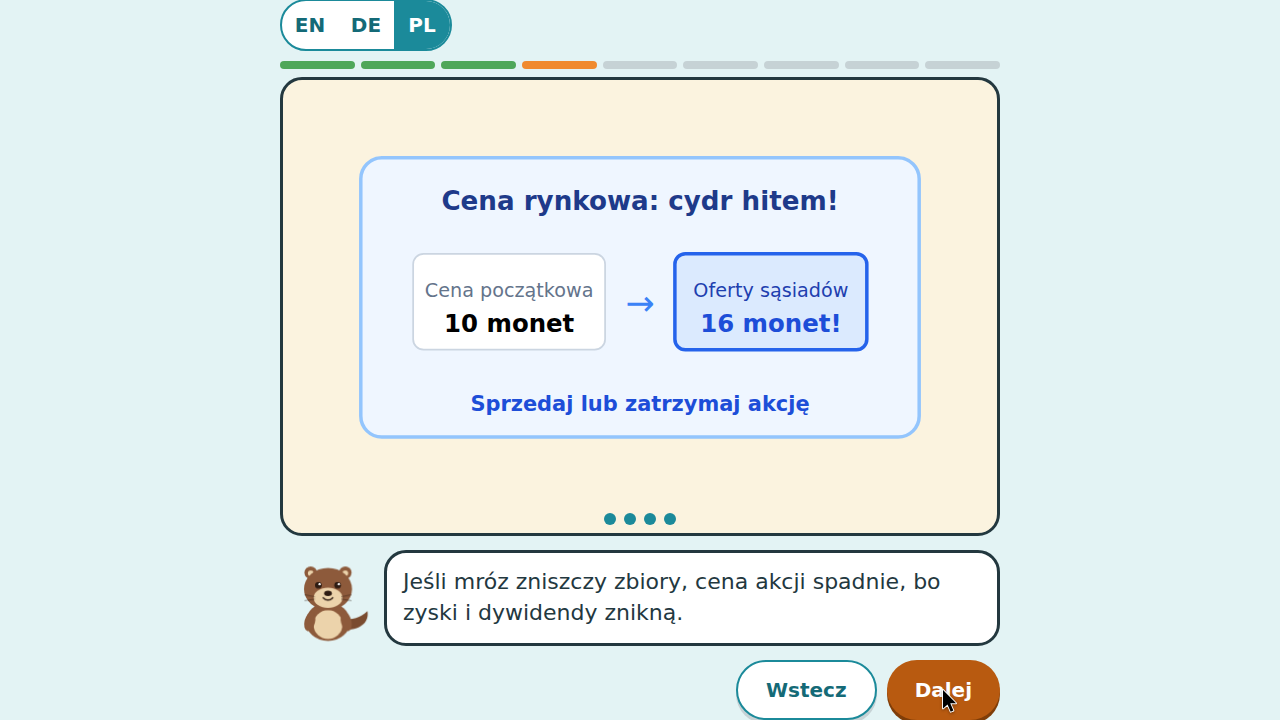 EN DE PL
Cena rynkowa: cydr hitem!
Cena początkowa
10 monet
→
Oferty sąsiadów
16 monet!
Sprzedaj lub zatrzymaj akcję
Jeśli mróz zniszczy zbiory, cena akcji spadnie, bo
zyski i dywidendy znikną.
Wstecz
Dalej